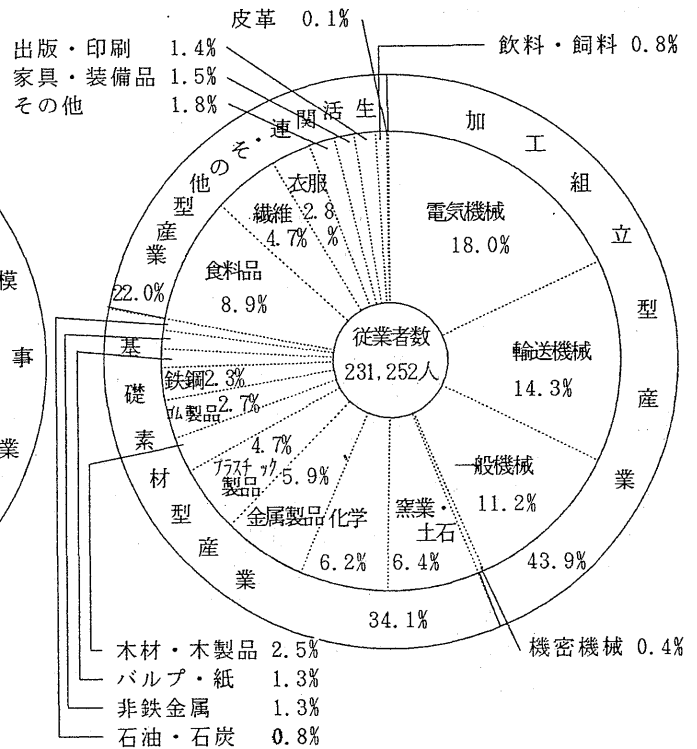 皮革 0.1%
出版・印刷 1.4%
家具・装備品 1.5%
その他 1.8%
飲料・飼料 0.8%
生活関連・その他型産業
22.0%
加工組立型産業
43.9%
基礎素材型産業
34.1%
電気機械
18.0%
輸送機械
14.3%
一般機械
11.2%
窯業・
土石
6.4%
化学
6.2%
金属製品
5.9%
プラスチック
製品
4.7%
ゴム製品2.7%
鉄鋼2.3%
食料品
8.9%
繊維
4.7%
衣服
2.8
%
従業者数
231,252人
機密機械 0.4%
木材・木製品 2.5%
バルプ・紙 1.3%
非鉄金属 1.3%
石油・石炭 0.8%
模
事
業